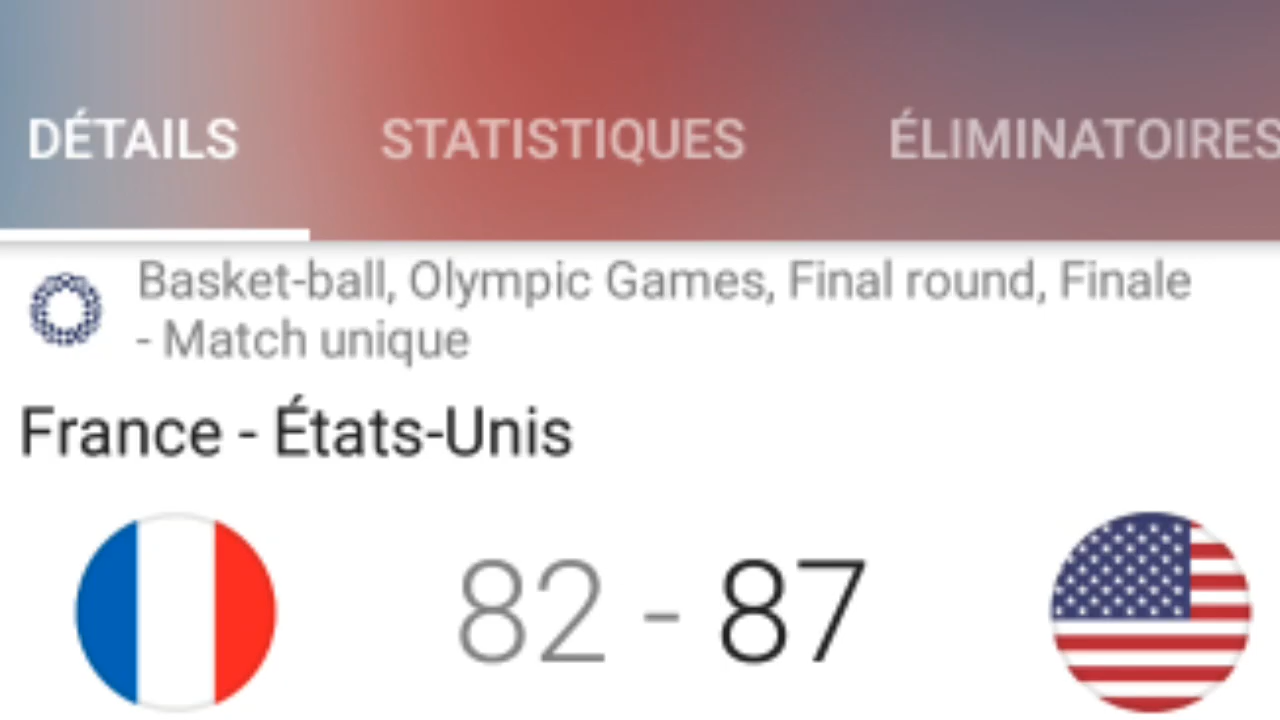 DÉTAILS STATISTIQUES ÉLIMINATOIRES
Basket-ball, Olympic Games, Final round, Finale
- Match unique
France - États-Unis
82 - 87